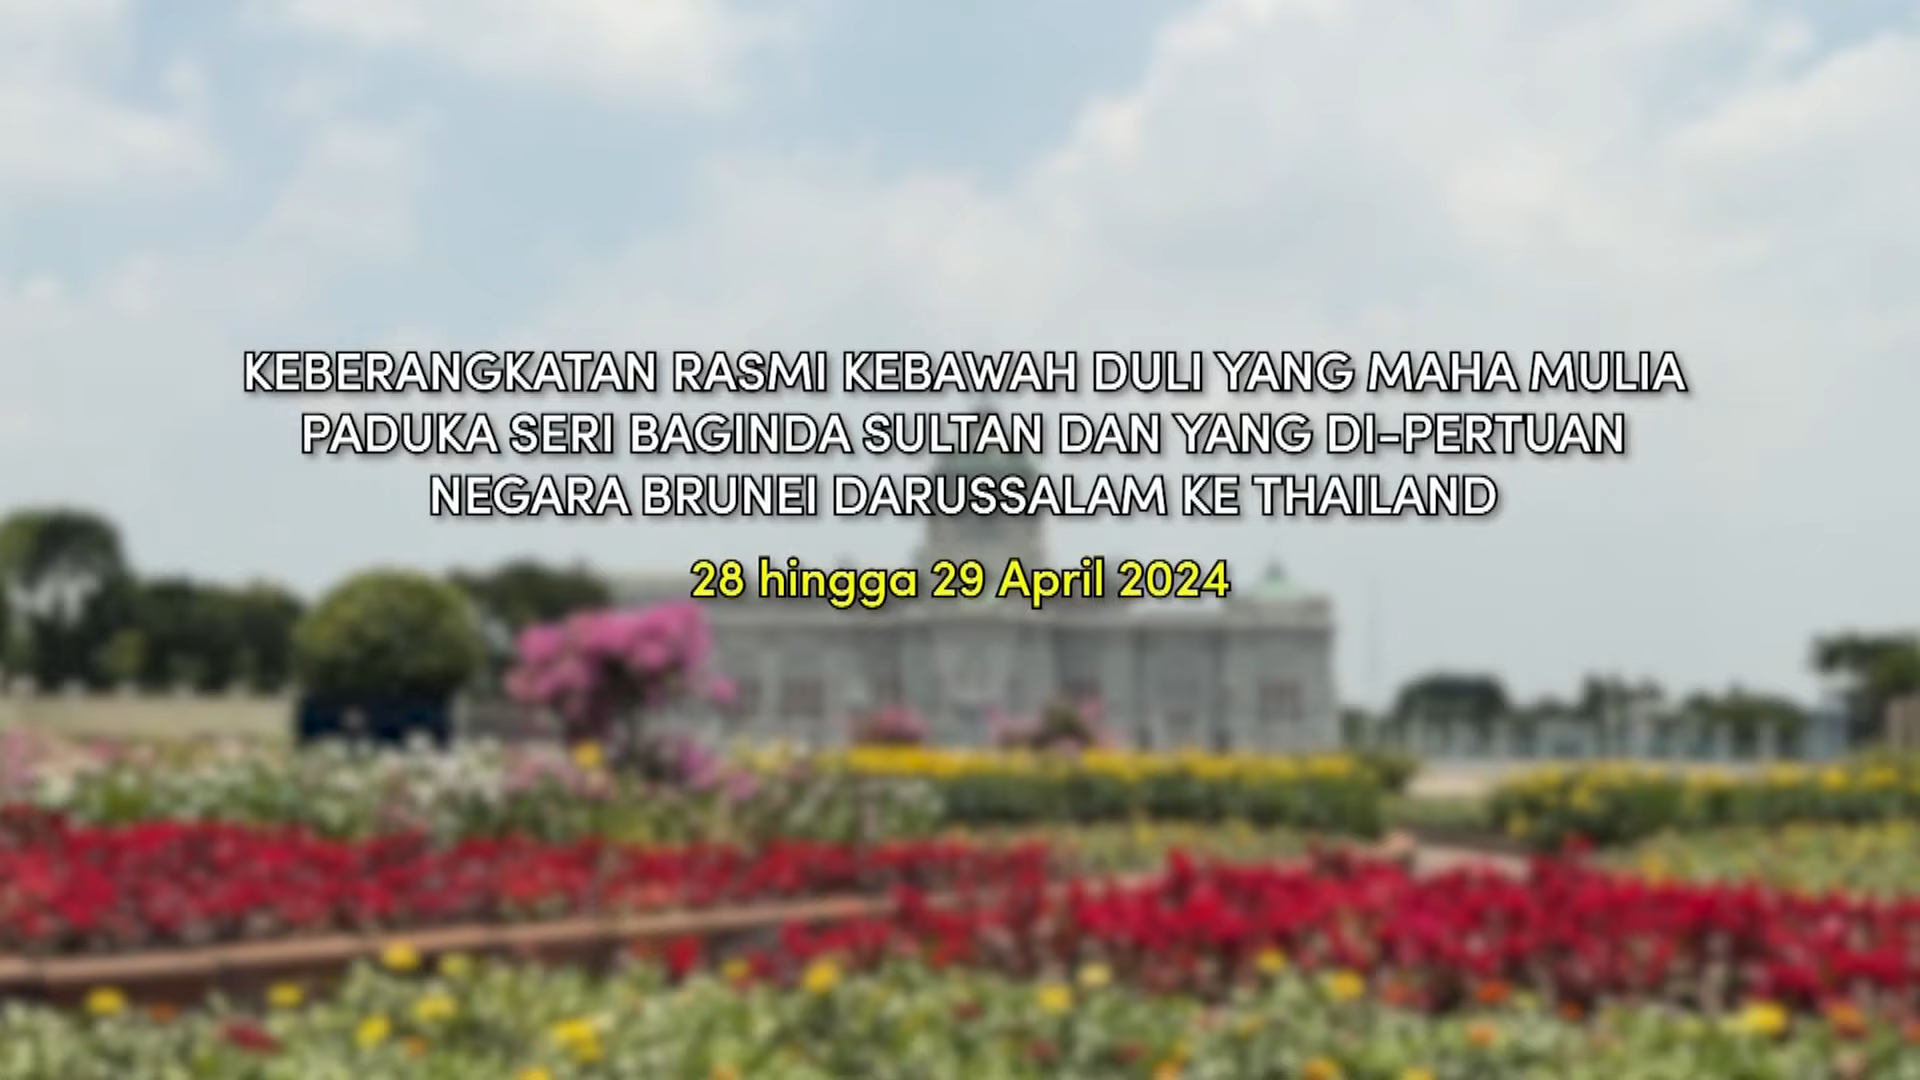 KEBERANGKATAN RASMI KEBAWAH DULI YANG MAHA MULIA
PADUKA SERI BAGINDA SULTAN DAN YANG DI-PERTUAN
NEGARA BRUNEI DARUSSALAM KE THAILAND
28 hingga 29 April 2024